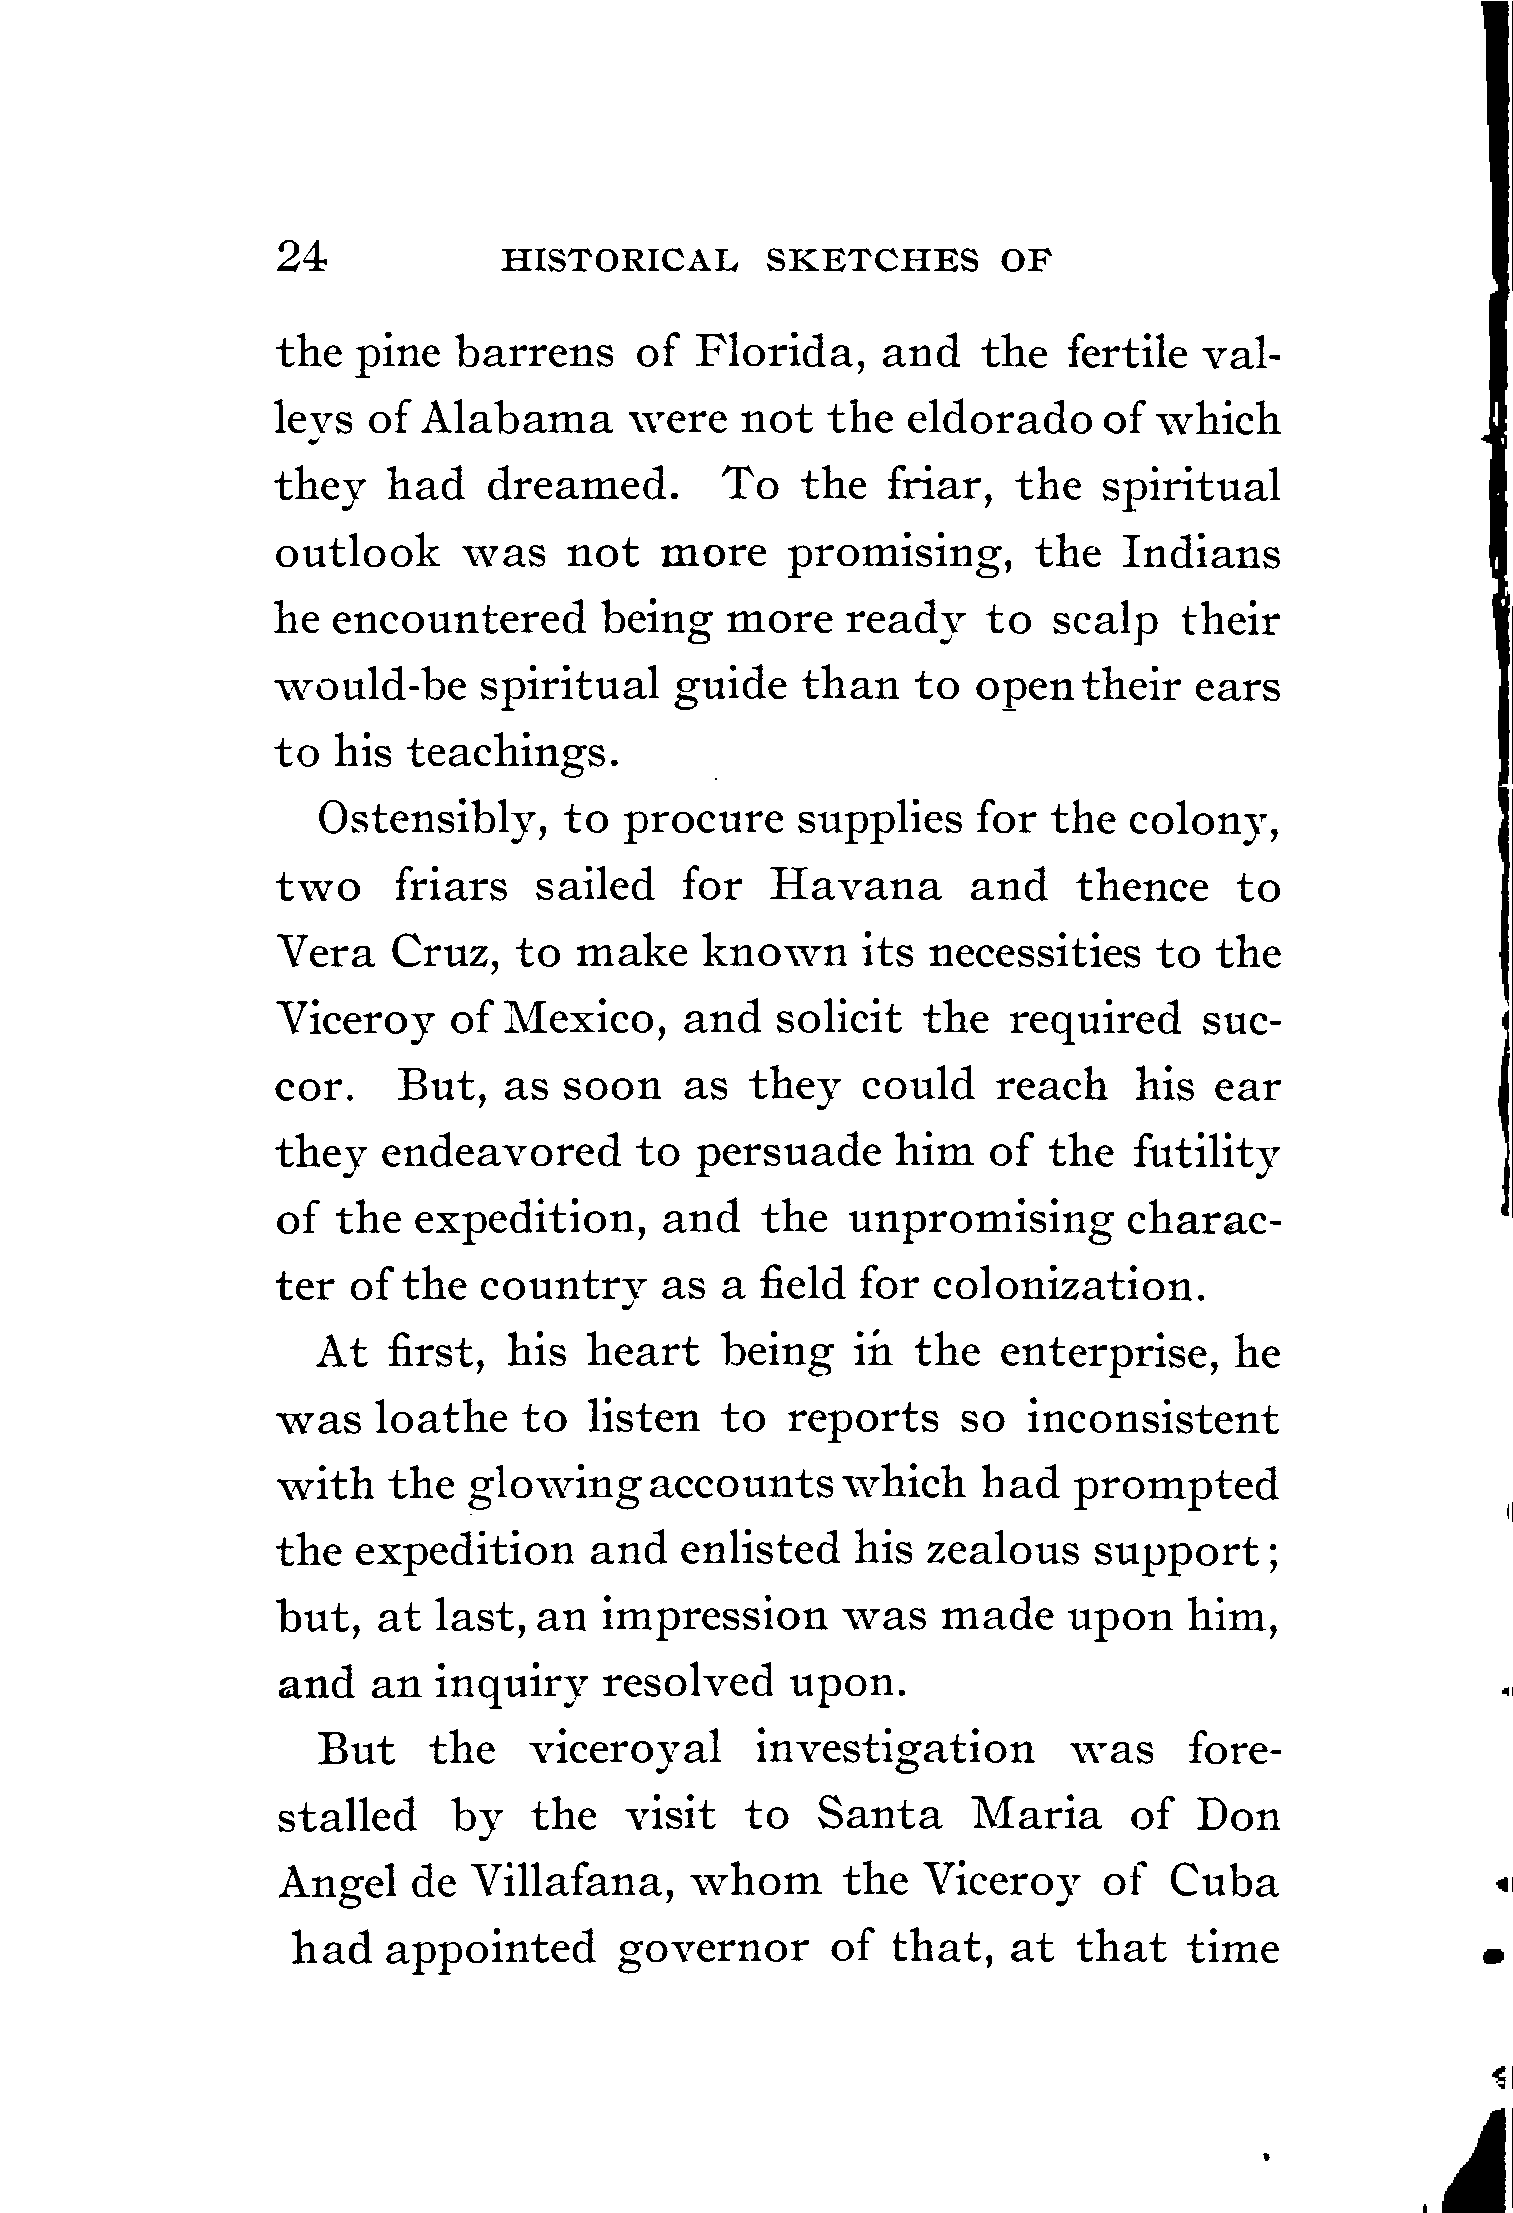 24 HISTORICAL SKETCHES OF
the pine barrens of Florida, and the fertile val-
leys of Alabama were not the eldorado of which
they had dreamed. To the friar, the spiritual
outlook was not more promising, the Indians
he encountered being more ready to scalp their
would-be spiritual guide than to open their ears
to his teachings.
Ostensibly, to procure supplies for the colony,
two friars sailed for Havana and thence to
Vera Cruz, to make known its necessities to the
Viceroy of Mexico, and solicit the required suc-
cor. But, as soon as they could reach his ear
they endeavored to persuade him of the futility
of the expedition, and the unpromising charac-
ter of the country as a field for colonization.
At first, his heart being in the enterprise, he
was loathe to listen to reports so inconsistent
with the glowing accounts which had prompted
the expedition and enlisted his zealous support;
but, at last, an impression was made upon him,
and an inquiry resolved upon.
But the viceroyal investigation was fore-
stalled by the visit to Santa Maria of Don
Angel de Villafana, whom the Viceroy of Cuba
had appointed governor of that, at that time